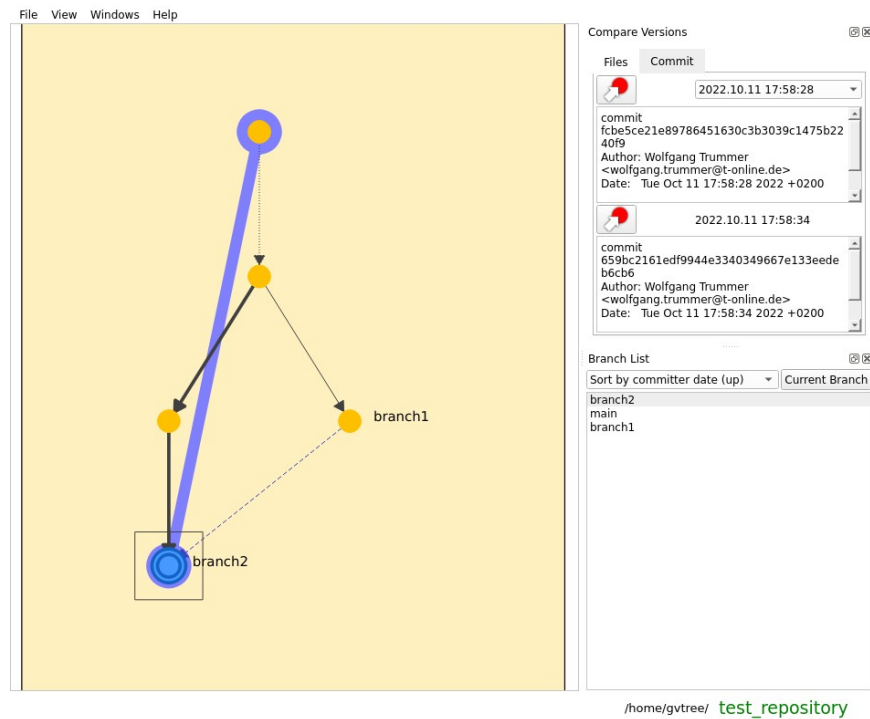 File View Windows Help
Compare Versions
Files Commit
2022.10.11 17:58:28
commit
fcbe5ce21e89786451630c3b3039c1475b22
40f9
Author: Wolfgang Trummer
<wolfgang.trummer@t-online.de>
Date:   Tue Oct 11 17:58:28 2022 +0200
2022.10.11 17:58:34
commit
659bc2161edf9944e3340349667e133eede
b6cb6
Author: Wolfgang Trummer
<wolfgang.trummer@t-online.de>
Date:   Tue Oct 11 17:58:34 2022 +0200
branch1
branch2
Branch List
Sort by committer date (up) Current Branch
branch2
main
branch1
/home/gvtree/ test_repository